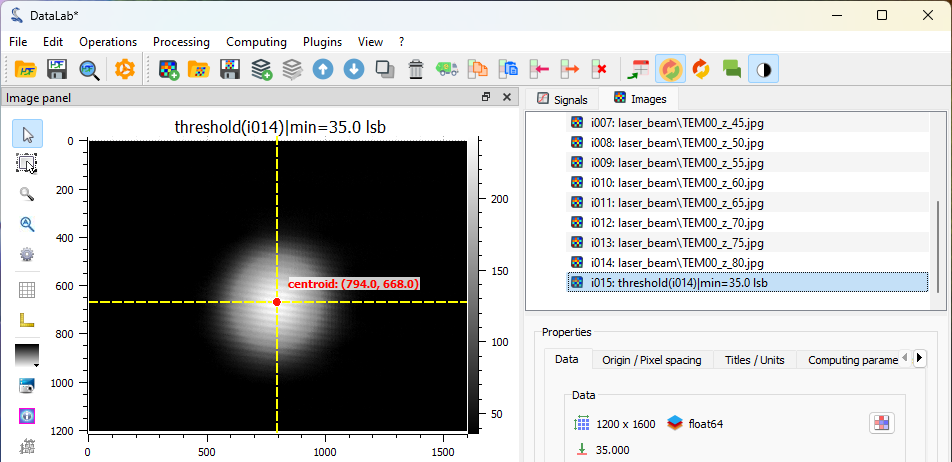 DataLab*
File Edit Operations Processing Computing Plugins View ?
Image panel
threshold(i014)|min=35.0 lsb
0
200
400
600
800
1000
1200
0 500 1000 1500
200
150
100
50
centroid: (794.0, 668.0)
Signals Images
i007: laser_beam\TEM00_z_45.jpg
i008: laser_beam\TEM00_z_50.jpg
i009: laser_beam\TEM00_z_55.jpg
i010: laser_beam\TEM00_z_60.jpg
i011: laser_beam\TEM00_z_65.jpg
i012: laser_beam\TEM00_z_70.jpg
i013: laser_beam\TEM00_z_75.jpg
i014: laser_beam\TEM00_z_80.jpg
i015: threshold(i014)|min=35.0 lsb
Properties
Data Origin / Pixel spacing Titles / Units Computing parame
Data
1200 x 1600 float64
35.000